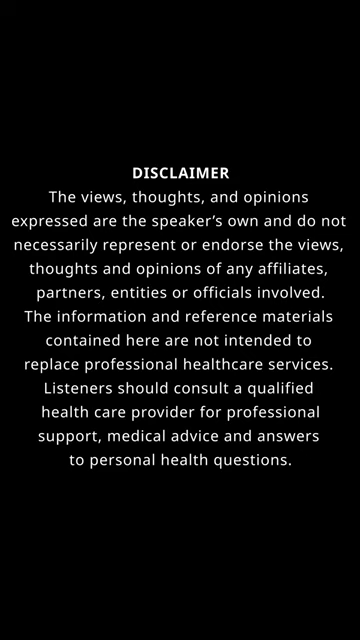 DISCLAIMER
The views, thoughts, and opinions
expressed are the speaker’s own and do not
necessarily represent or endorse the views,
thoughts and opinions of any affiliates,
partners, entities or officials involved.
The information and reference materials
contained here are not intended to
replace professional healthcare services.
Listeners should consult a qualified
health care provider for professional
support, medical advice and answers
to personal health questions.